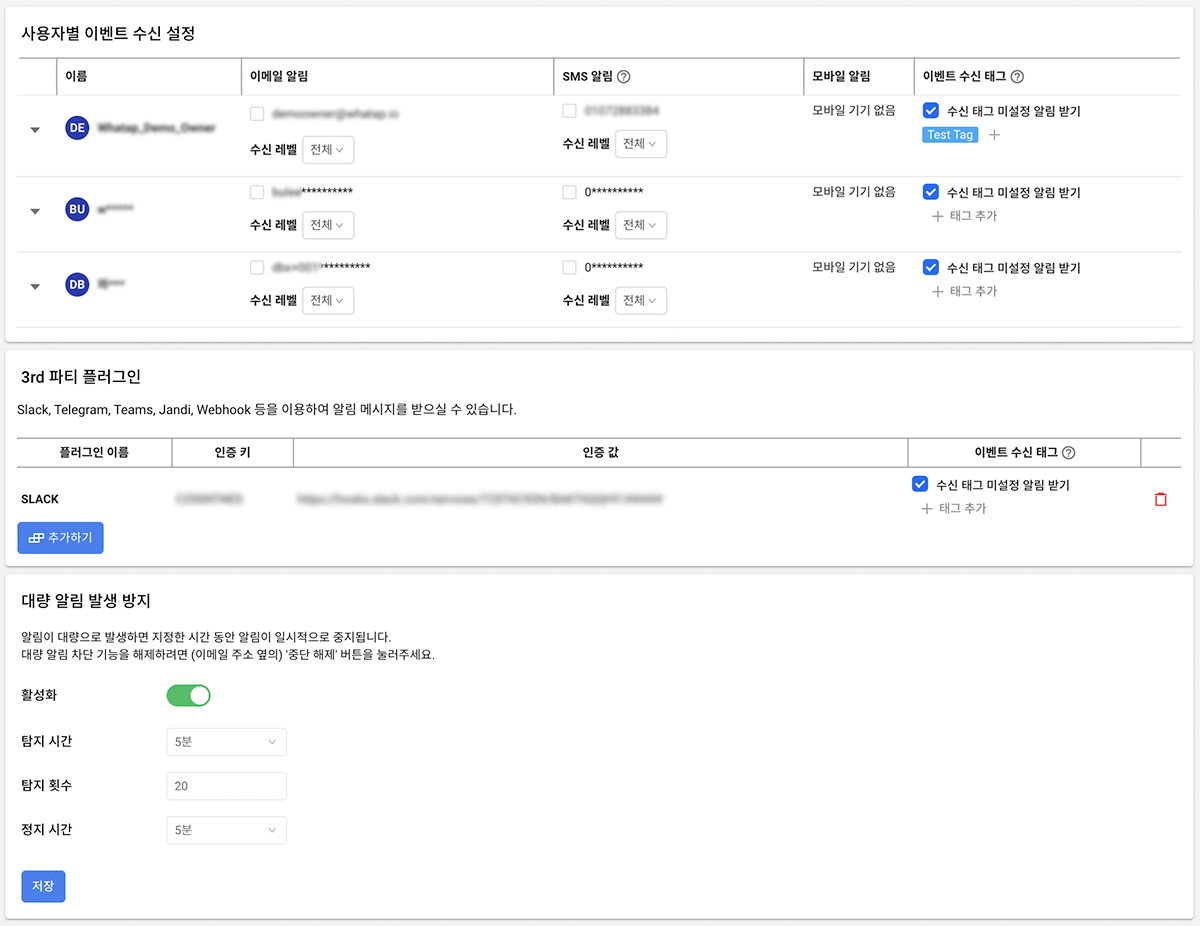 사용자별 이벤트 수신 설정
이름 이메일 알림 SMS 알림 ? 모바일 알림 이벤트 수신 태그 ?
DE 모바일 기기 없음 수신 태그 미설정 알림 받기
수신 레벨 전체 수신 레벨 전체 Test Tag
BU ********** 0********** 모바일 기기 없음 수신 태그 미설정 알림 받기
수신 레벨 전체 수신 레벨 전체 태그 추가
DB ********** 0********** 모바일 기기 없음 수신 태그 미설정 알림 받기
수신 레벨 전체 수신 레벨 전체 태그 추가
3rd 파티 플러그인
Slack, Telegram, Teams, Jandi, Webhook 등을 이용하여 알림 메시지를 받으실 수 있습니다.
플러그인 이름 인증 키 인증 값 이벤트 수신 태그 ?
SLACK 수신 태그 미설정 알림 받기
태그 추가
추가하기
대량 알림 발생 방지
알림이 대량으로 발생하면 지정한 시간 동안 알림이 일시적으로 중지됩니다.
대량 알림 차단 기능을 해제하려면 (이메일 주소 옆의) '중단 해제' 버튼을 눌러주세요.
활성화
탐지 시간 5분
탐지 횟수 20
정지 시간 5분
저장